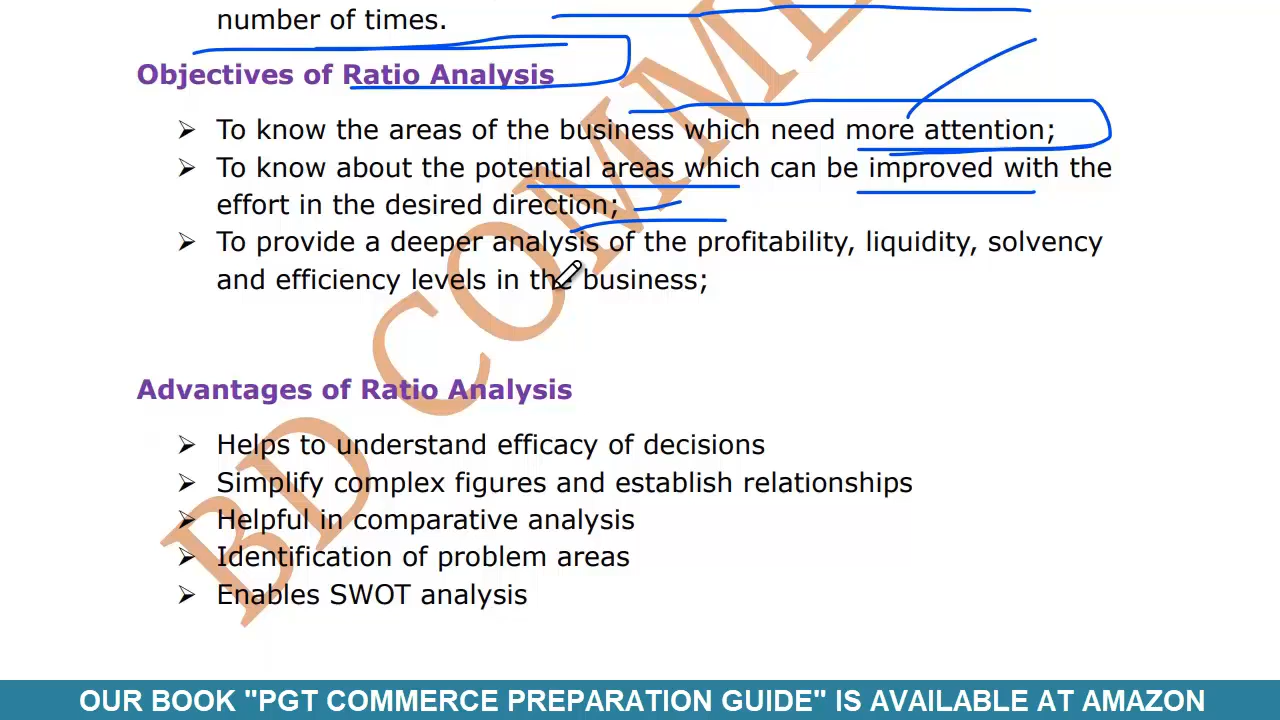 number of times.
Objectives of Ratio Analysis
➢ To know the areas of the business which need more attention;
➢ To know about the potential areas which can be improved with the
effort in the desired direction;
➢ To provide a deeper analysis of the profitability, liquidity, solvency
and efficiency levels in the business;
Advantages of Ratio Analysis
➢ Helps to understand efficacy of decisions
➢ Simplify complex figures and establish relationships
➢ Helpful in comparative analysis
➢ Identification of problem areas
➢ Enables SWOT analysis
BD COMME
OUR BOOK "PGT COMMERCE PREPARATION GUIDE" IS AVAILABLE AT AMAZON